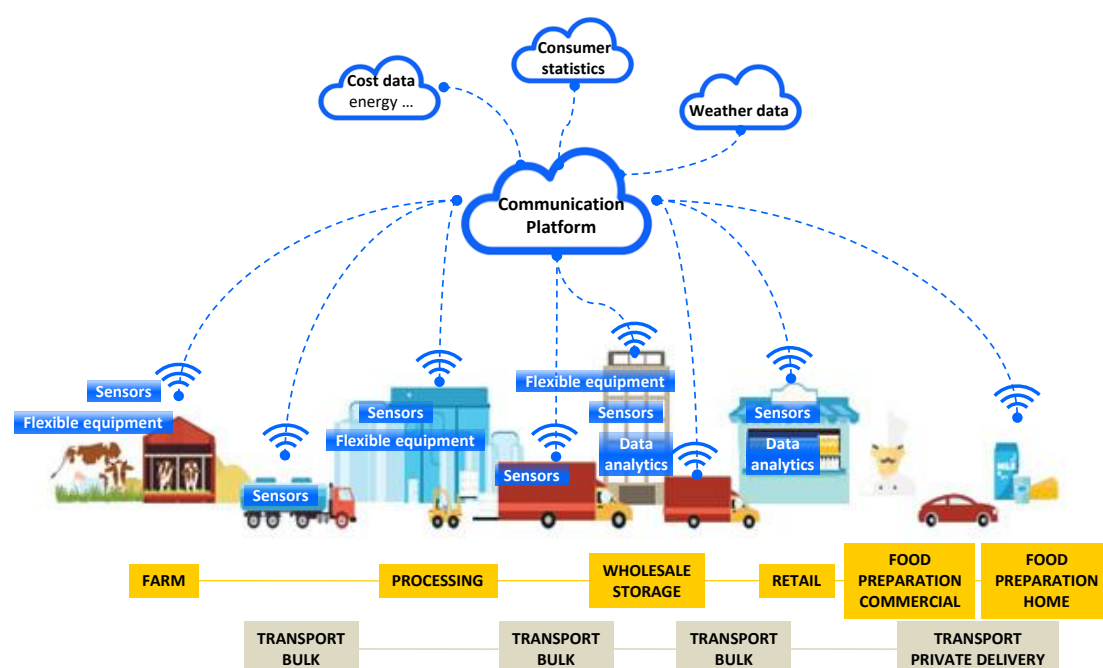 Consumer
statistics
Cost data
energy ...
Weather data
Communication
Platform
Sensors
Flexible equipment
Sensors
Sensors
Flexible equipment
Sensors
Flexible equipment
Sensors
Data
analytics
Sensors
Data
analytics
MILK
FARM
PROCESSING
WHOLESALE
STORAGE
RETAIL
FOOD
PREPARATION
COMMERCIAL
FOOD
PREPARATION
HOME
TRANSPORT
BULK
TRANSPORT
BULK
TRANSPORT
BULK
TRANSPORT
PRIVATE DELIVERY